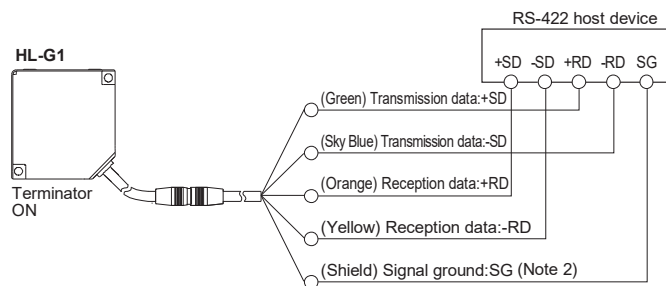 RS-422 host device
HL-G1
+SD -SD +RD -RD SG
(Green) Transmission data:+SD
(Sky Blue) Transmission data:-SD
(Orange) Reception data:+RD
Terminator
ON
(Yellow) Reception data:-RD
(Shield) Signal ground:SG (Note 2)